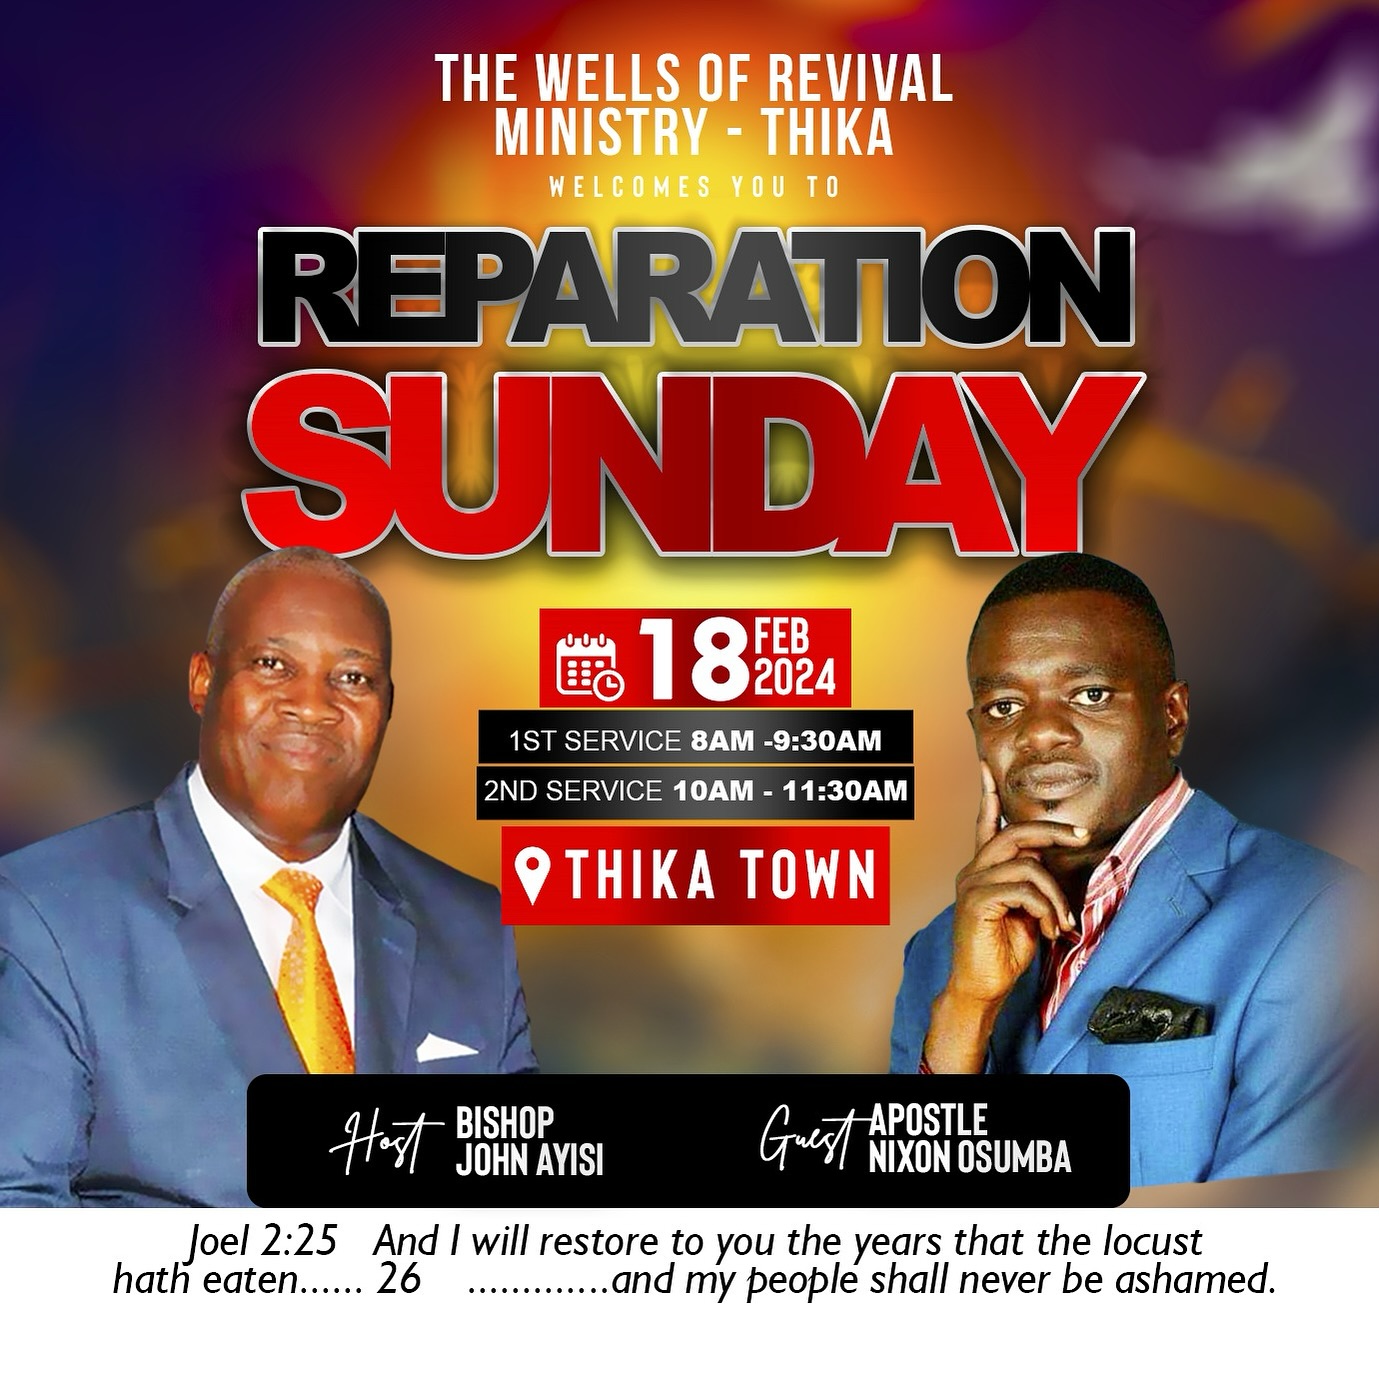 THE WELLS OF REVIVAL
MINISTRY - THIKA
WELCOMES YOU TO
REPARATION
SUNDAY
18 FEB
2024
1ST SERVICE 8AM -9:30AM
2ND SERVICE 10AM - 11:30AM
THIKA TOWN
Host BISHOP
JOHN AYISI
Guest APOSTLE
NIXON OSUMBA
Joel 2:25 And I will restore to you the years that the locust
hath eaten...... 26 .............and my people shall never be ashamed.